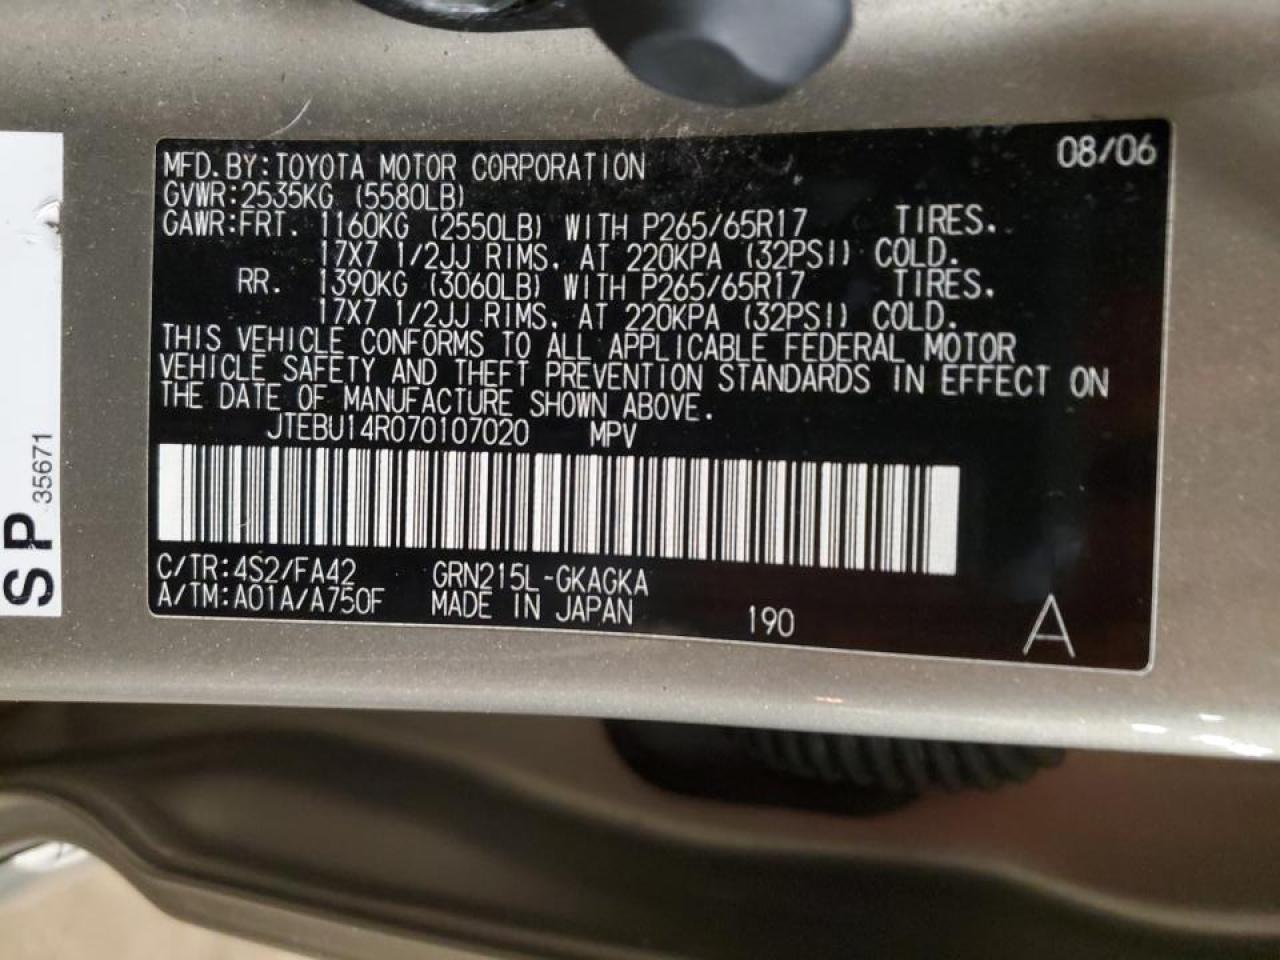 08/06
MFD.BY:TOYOTA MOTOR CORPORATION
GVWR:2535KG (5580LB)
GAWR:FRT. 1160KG (2550LB) WITH P265/65R17 TIRES.
17X7 1/2JJ RIMS. AT 220KPA (32PSI) COLD.
RR. 1390KG (3060LB) WITH P265/65R17 TIRES.
17X7 1/2JJ RIMS. AT 220KPA (32PSI) COLD.
THIS VEHICLE CONFORMS TO ALL APPLICABLE FEDERAL MOTOR
VEHICLE SAFETY AND THEFT PREVENTION STANDARDS IN EFFECT ON
THE DATE OF MANUFACTURE SHOWN ABOVE.
JTEBU14R070107020 MPV
C/TR:4S2/FA42 GRN215L-GKAGKA
A/TM:A01A/A750F MADE IN JAPAN 190 A
SP 35671